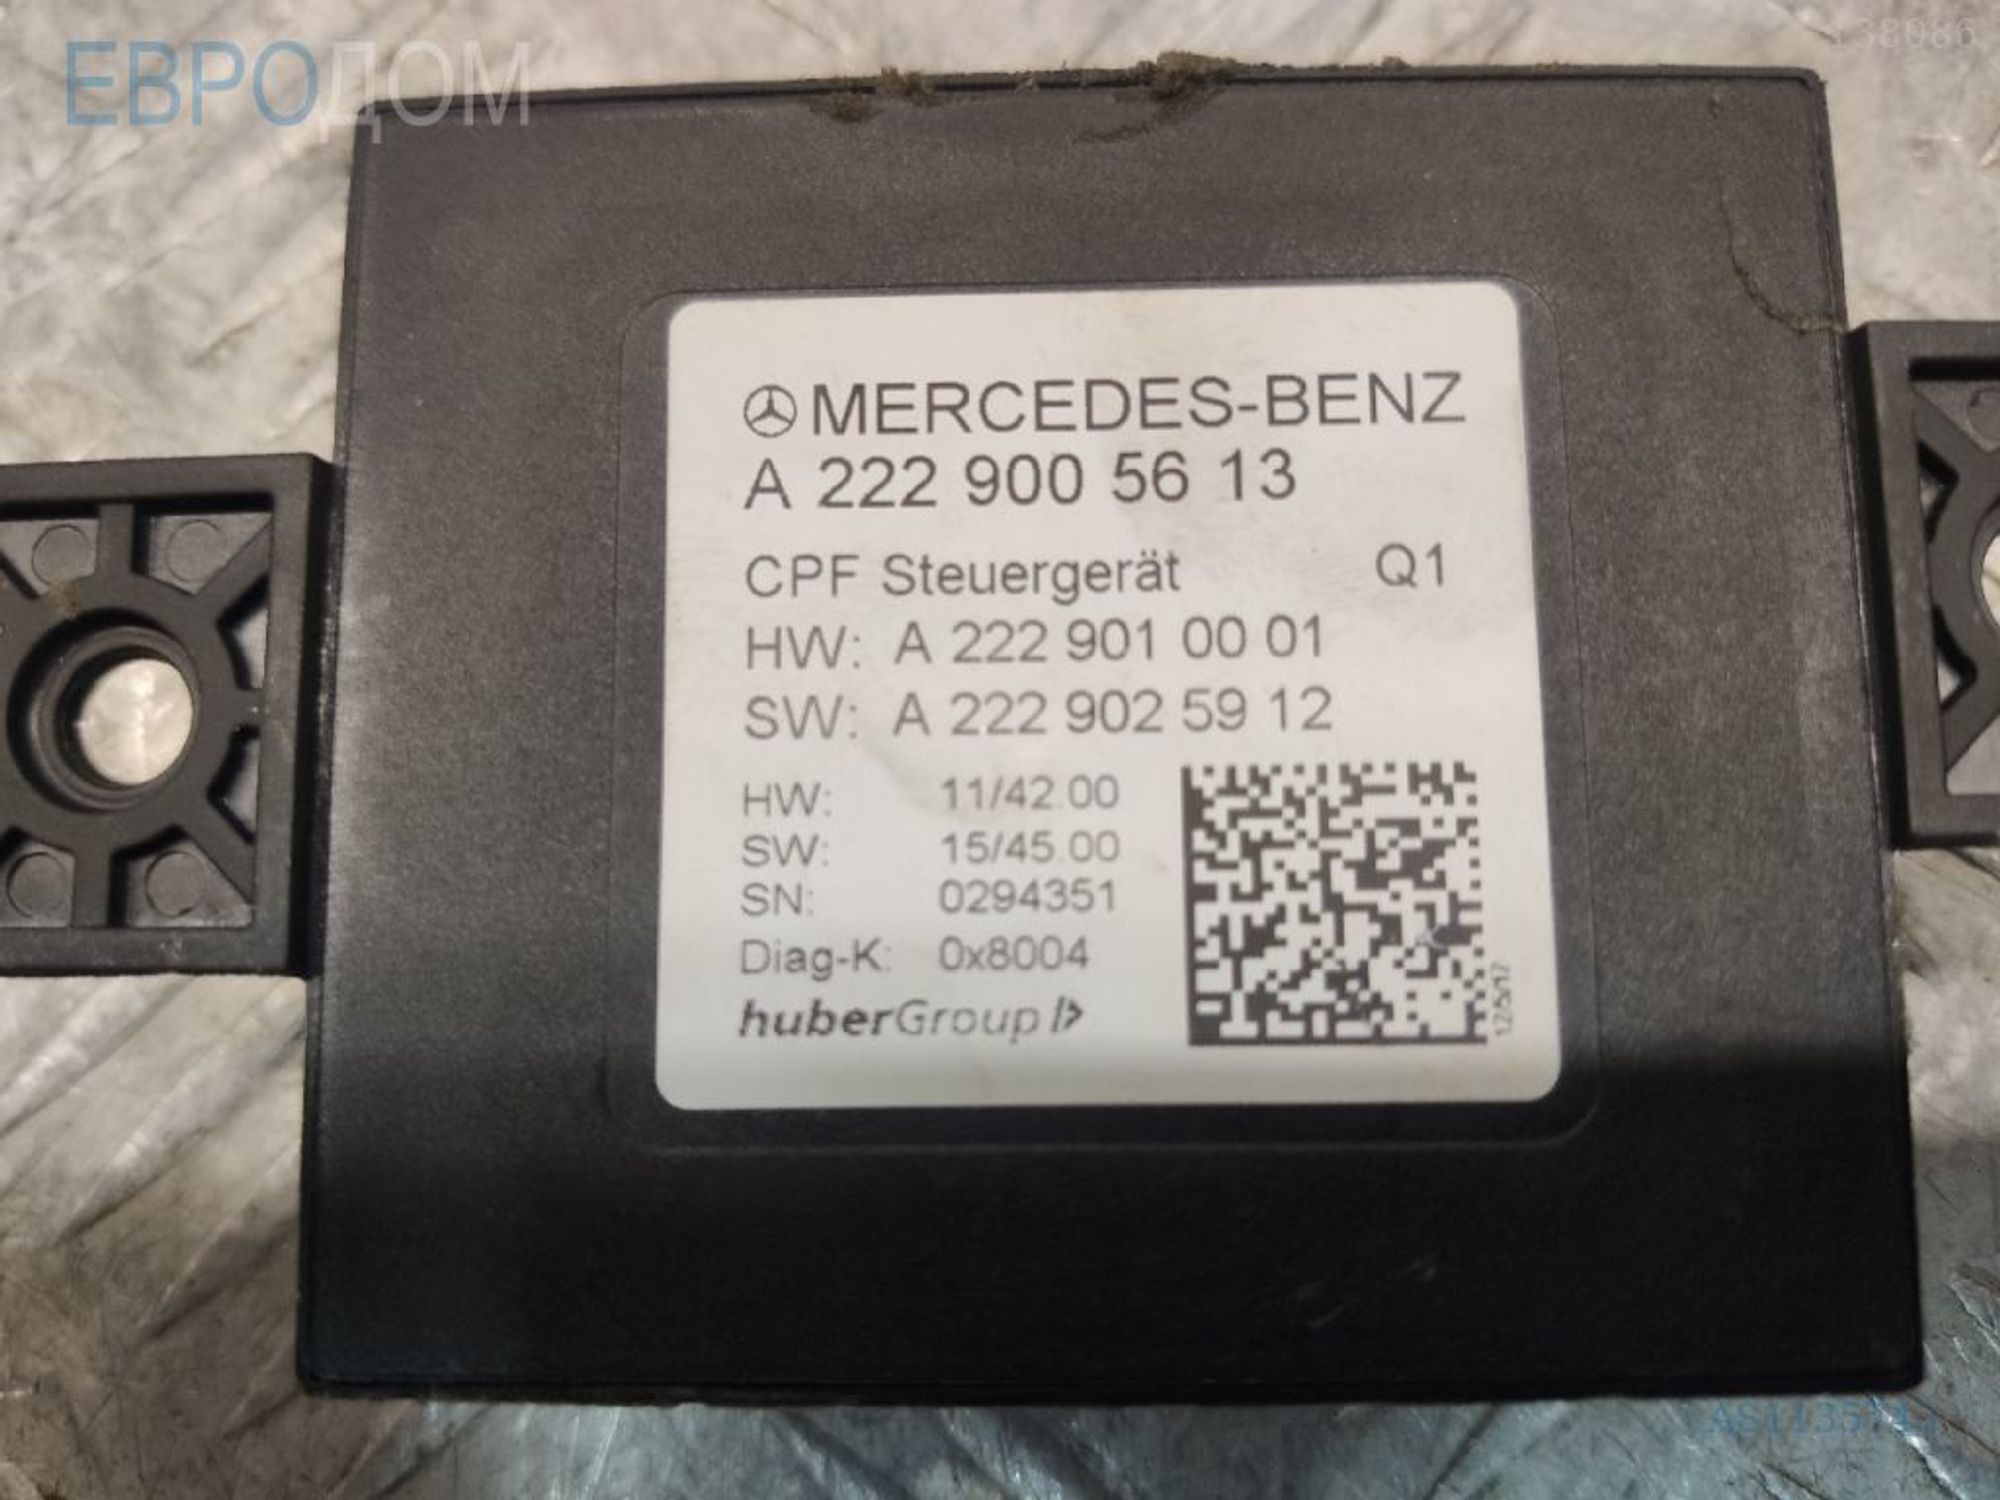 ЕВРОДОМ
138086
MERCEDES-BENZ
A 222 900 56 13
CPF Steuergerät Q1
HW: A 222 901 00 01
SW: A 222 902 59 12
HW: 11/42.00
SW: 15/45.00
SN: 0294351
Diag-K: 0x8004
huberGroup